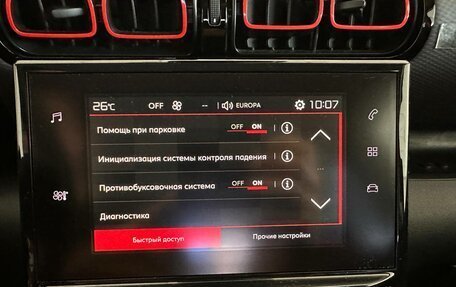 26°C OFF -- EUROPA 10:07
Помощь при парковке OFF ON
Инициализация системы контроля падения
Противобуксовочная система OFF ON
Диагностика
Быстрый доступ Прочие настройки